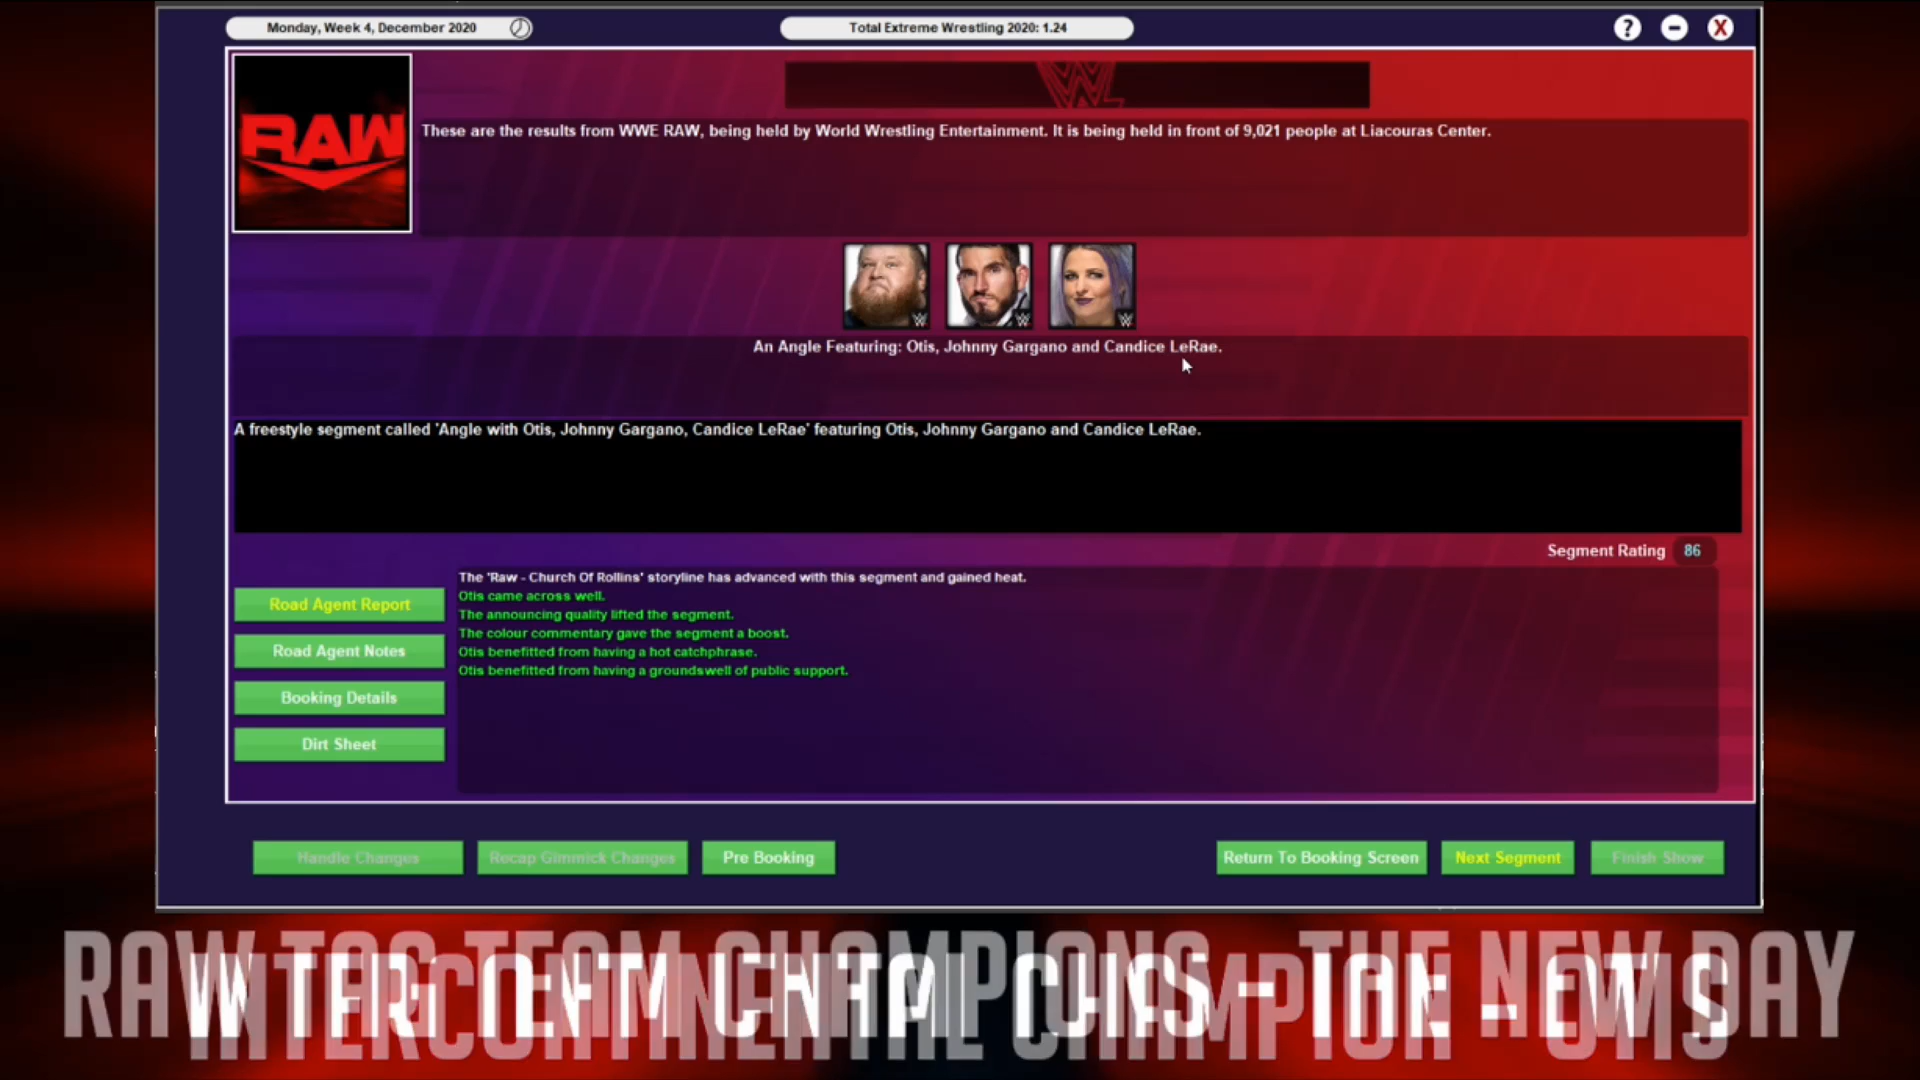 Monday, Week 4, December 2020
Total Extreme Wrestling 2020: 1.24
?
X
RAW
These are the results from WWE RAW, being held by World Wrestling Entertainment. It is being held in front of 9,021 people at Liacouras Center.
An Angle Featuring: Otis, Johnny Gargano and Candice LeRae.
A freestyle segment called 'Angle with Otis, Johnny Gargano, Candice LeRae' featuring Otis, Johnny Gargano and Candice LeRae.
Segment Rating 86
The 'Raw - Church Of Rollins' storyline has advanced with this segment and gained heat.
Otis came across well.
The announcing quality lifted the segment.
The colour commentary gave the segment a boost.
Otis benefitted from having a hot catchphrase.
Otis benefitted from having a groundswell of public support.
Road Agent Report
Road Agent Notes
Booking Details
Dirt Sheet
Handle Changes
Recap Gimmick Changes
Pre Booking
Return To Booking Screen
Next Segment
Finish Show
RAW TAG TEAM CHAMPIONS - THE NEW DAY
INTERCONTINENTAL CHAMPION - OTIS